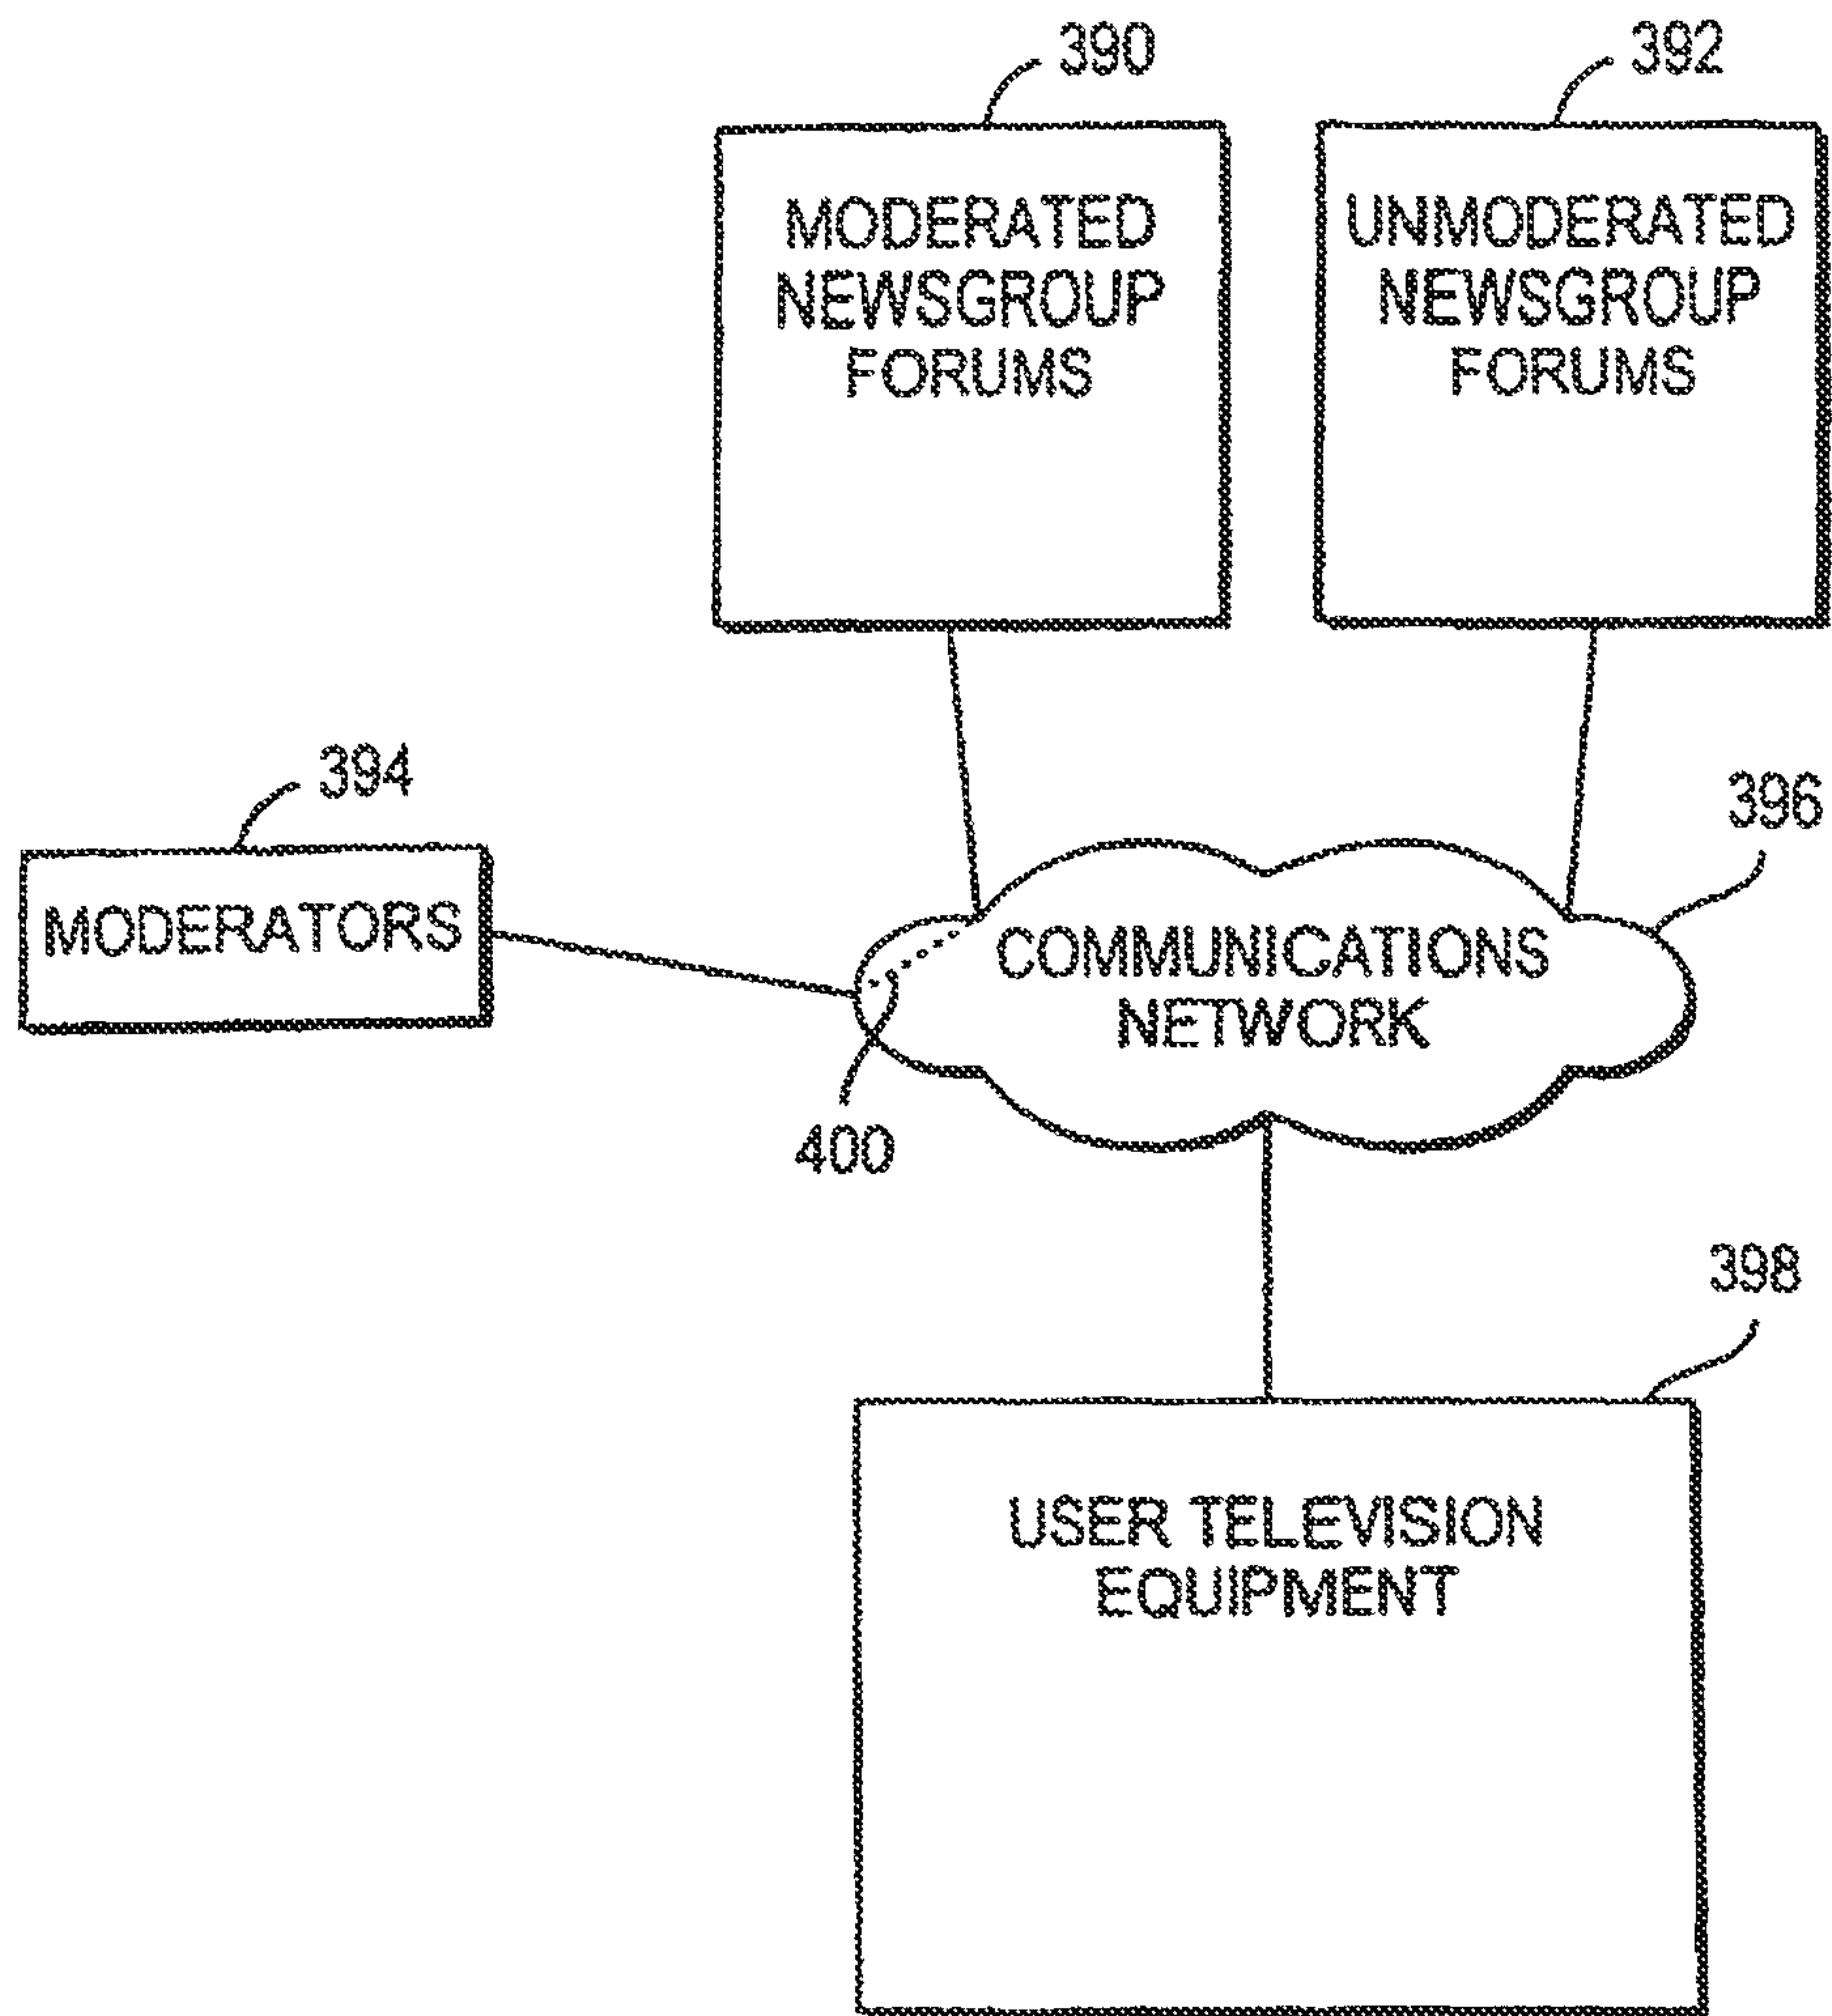 390
392
MODERATED
NEWSGROUP
FORUMS
UNMODERATED
NEWSGROUP
FORUMS
394
MODERATORS
396
COMMUNICATIONS
NETWORK
400
398
USER TELEVISION
EQUIPMENT